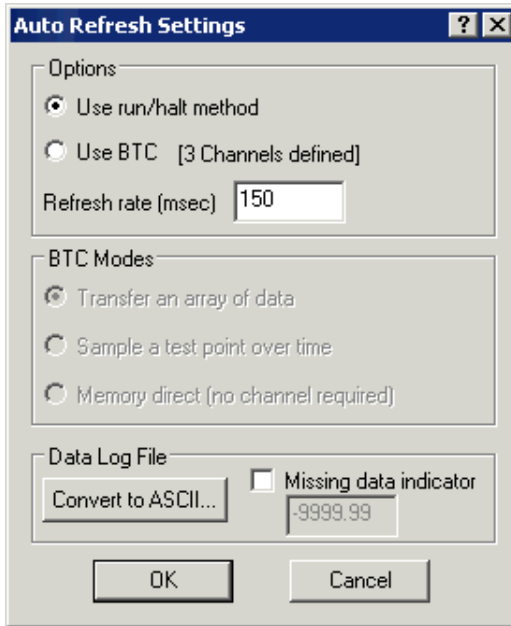 Auto Refresh Settings
Options
Use run/halt method
Use BTC [3 Channels defined]
Refresh rate (msec) 150
BTC Modes
Transfer an array of data
Sample a test point over time
Memory direct (no channel required)
Data Log File
Convert to ASCII... Missing data indicator
-9999.99
OK Cancel